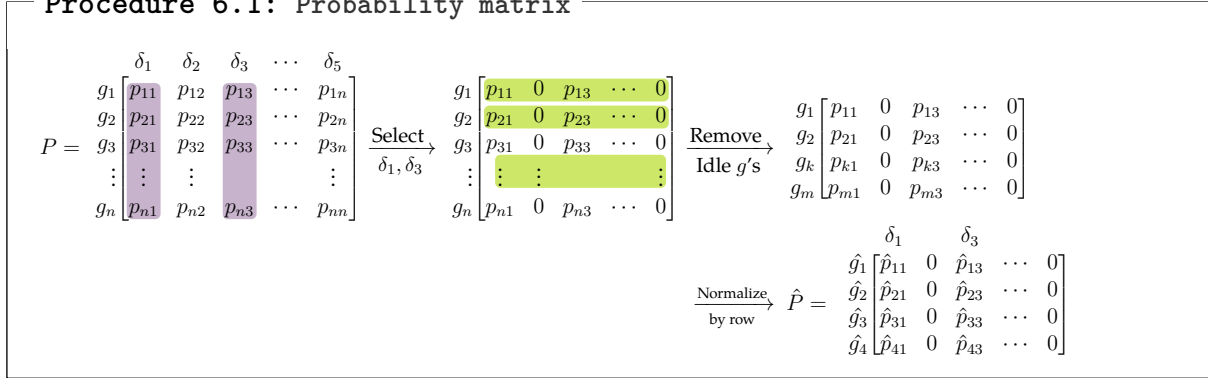 Procedure 6.1: Probability matrix
δ₁ δ₂ δ₃ ⋯ δ₅
P =
g₁ [p₁₁ p₁₂ p₁₃ ⋯ p₁ₙ]
g₂ [p₂₁ p₂₂ p₂₃ ⋯ p₂ₙ]
g₃ [p₃₁ p₃₂ p₃₃ ⋯ p₃ₙ]
⋮ [⋮ ⋮ ⋮]
gₙ [pₙ₁ pₙ₂ pₙ₃ ⋯ pₙₙ]
Select
δ₁, δ₃
g₁ [p₁₁ 0 p₁₃ ⋯ 0]
g₂ [p₂₁ 0 p₂₃ ⋯ 0]
g₃ [p₃₁ 0 p₃₃ ⋯ 0]
⋮ [⋮ ⋮ ⋮]
gₙ [pₙ₁ 0 pₙ₃ ⋯ 0]
Remove
Idle g's
g₁ [p₁₁ 0 p₁₃ ⋯ 0]
g₂ [p₂₁ 0 p₂₃ ⋯ 0]
gₖ [pₖ₁ 0 pₖ₃ ⋯ 0]
gₘ [pₘ₁ 0 pₘ₃ ⋯ 0]
Normalize
by row
P̂ =
δ₁ δ₃
ĝ₁ [p̂₁₁ 0 p̂₁₃ ⋯ 0]
ĝ₂ [p̂₂₁ 0 p̂₂₃ ⋯ 0]
ĝ₃ [p̂₃₁ 0 p̂₃₃ ⋯ 0]
ĝ₄ [p̂₄₁ 0 p̂₄₃ ⋯ 0]